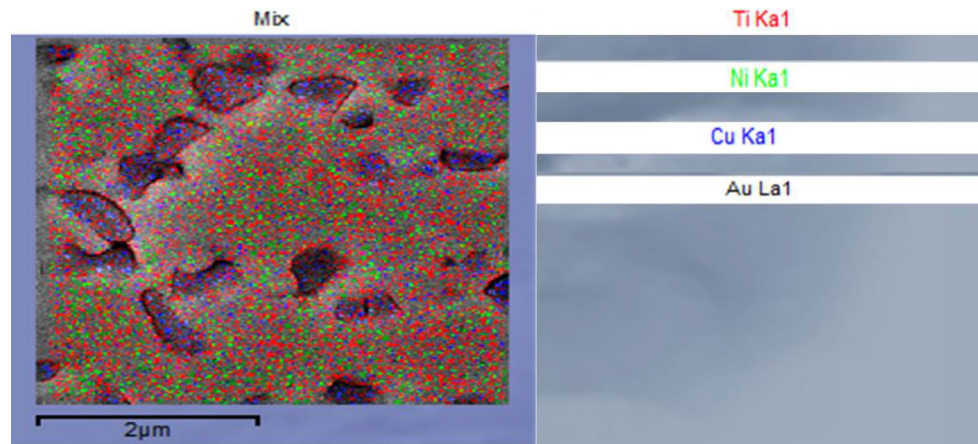 Mix
2μm
Ti Ka1
Ni Ka1
Cu Ka1
Au La1